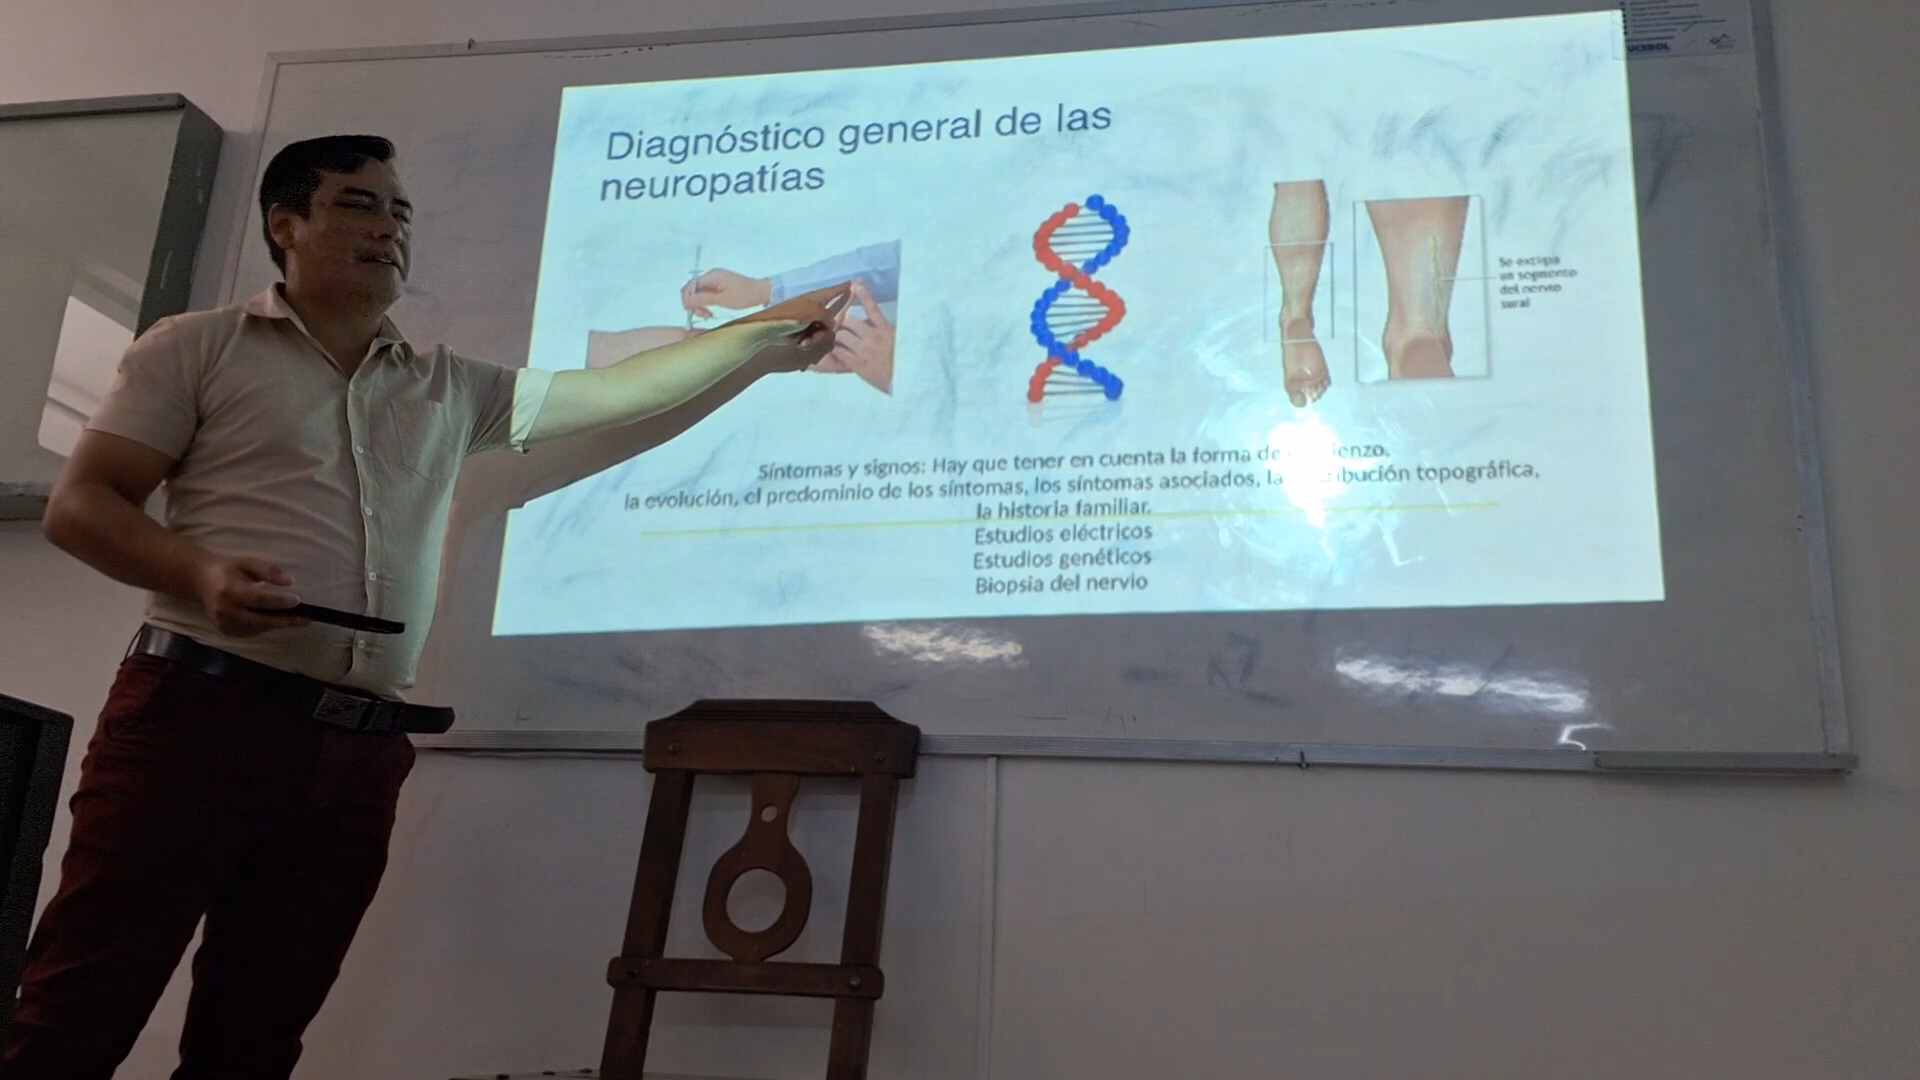 UCEBOL
Diagnóstico general de las
neuropatías
Se extirpa
un segmento
del nervio
sural
Síntomas y signos: Hay que tener en cuenta la forma de
la evolución, el predominio de los síntomas, los síntomas asociados, la topográfica,
la historia familiar.
Estudios eléctricos
Estudios genéticos
Biopsia del nervio